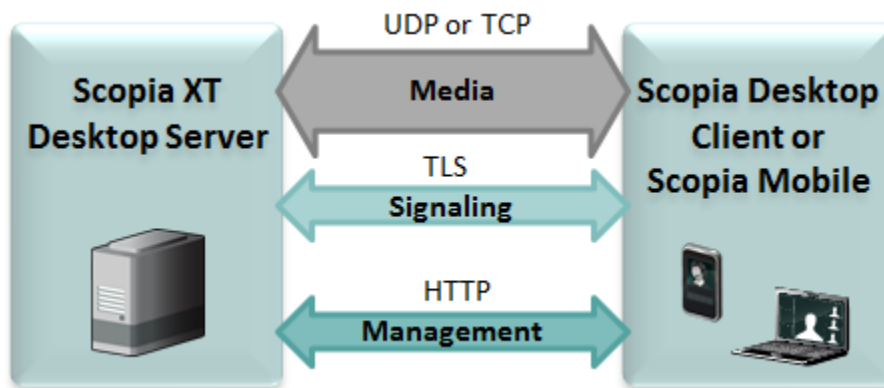 Scopia XT
Desktop Server
UDP or TCP
Media
TLS
Signaling
HTTP
Management
Scopia Desktop
Client or
Scopia Mobile